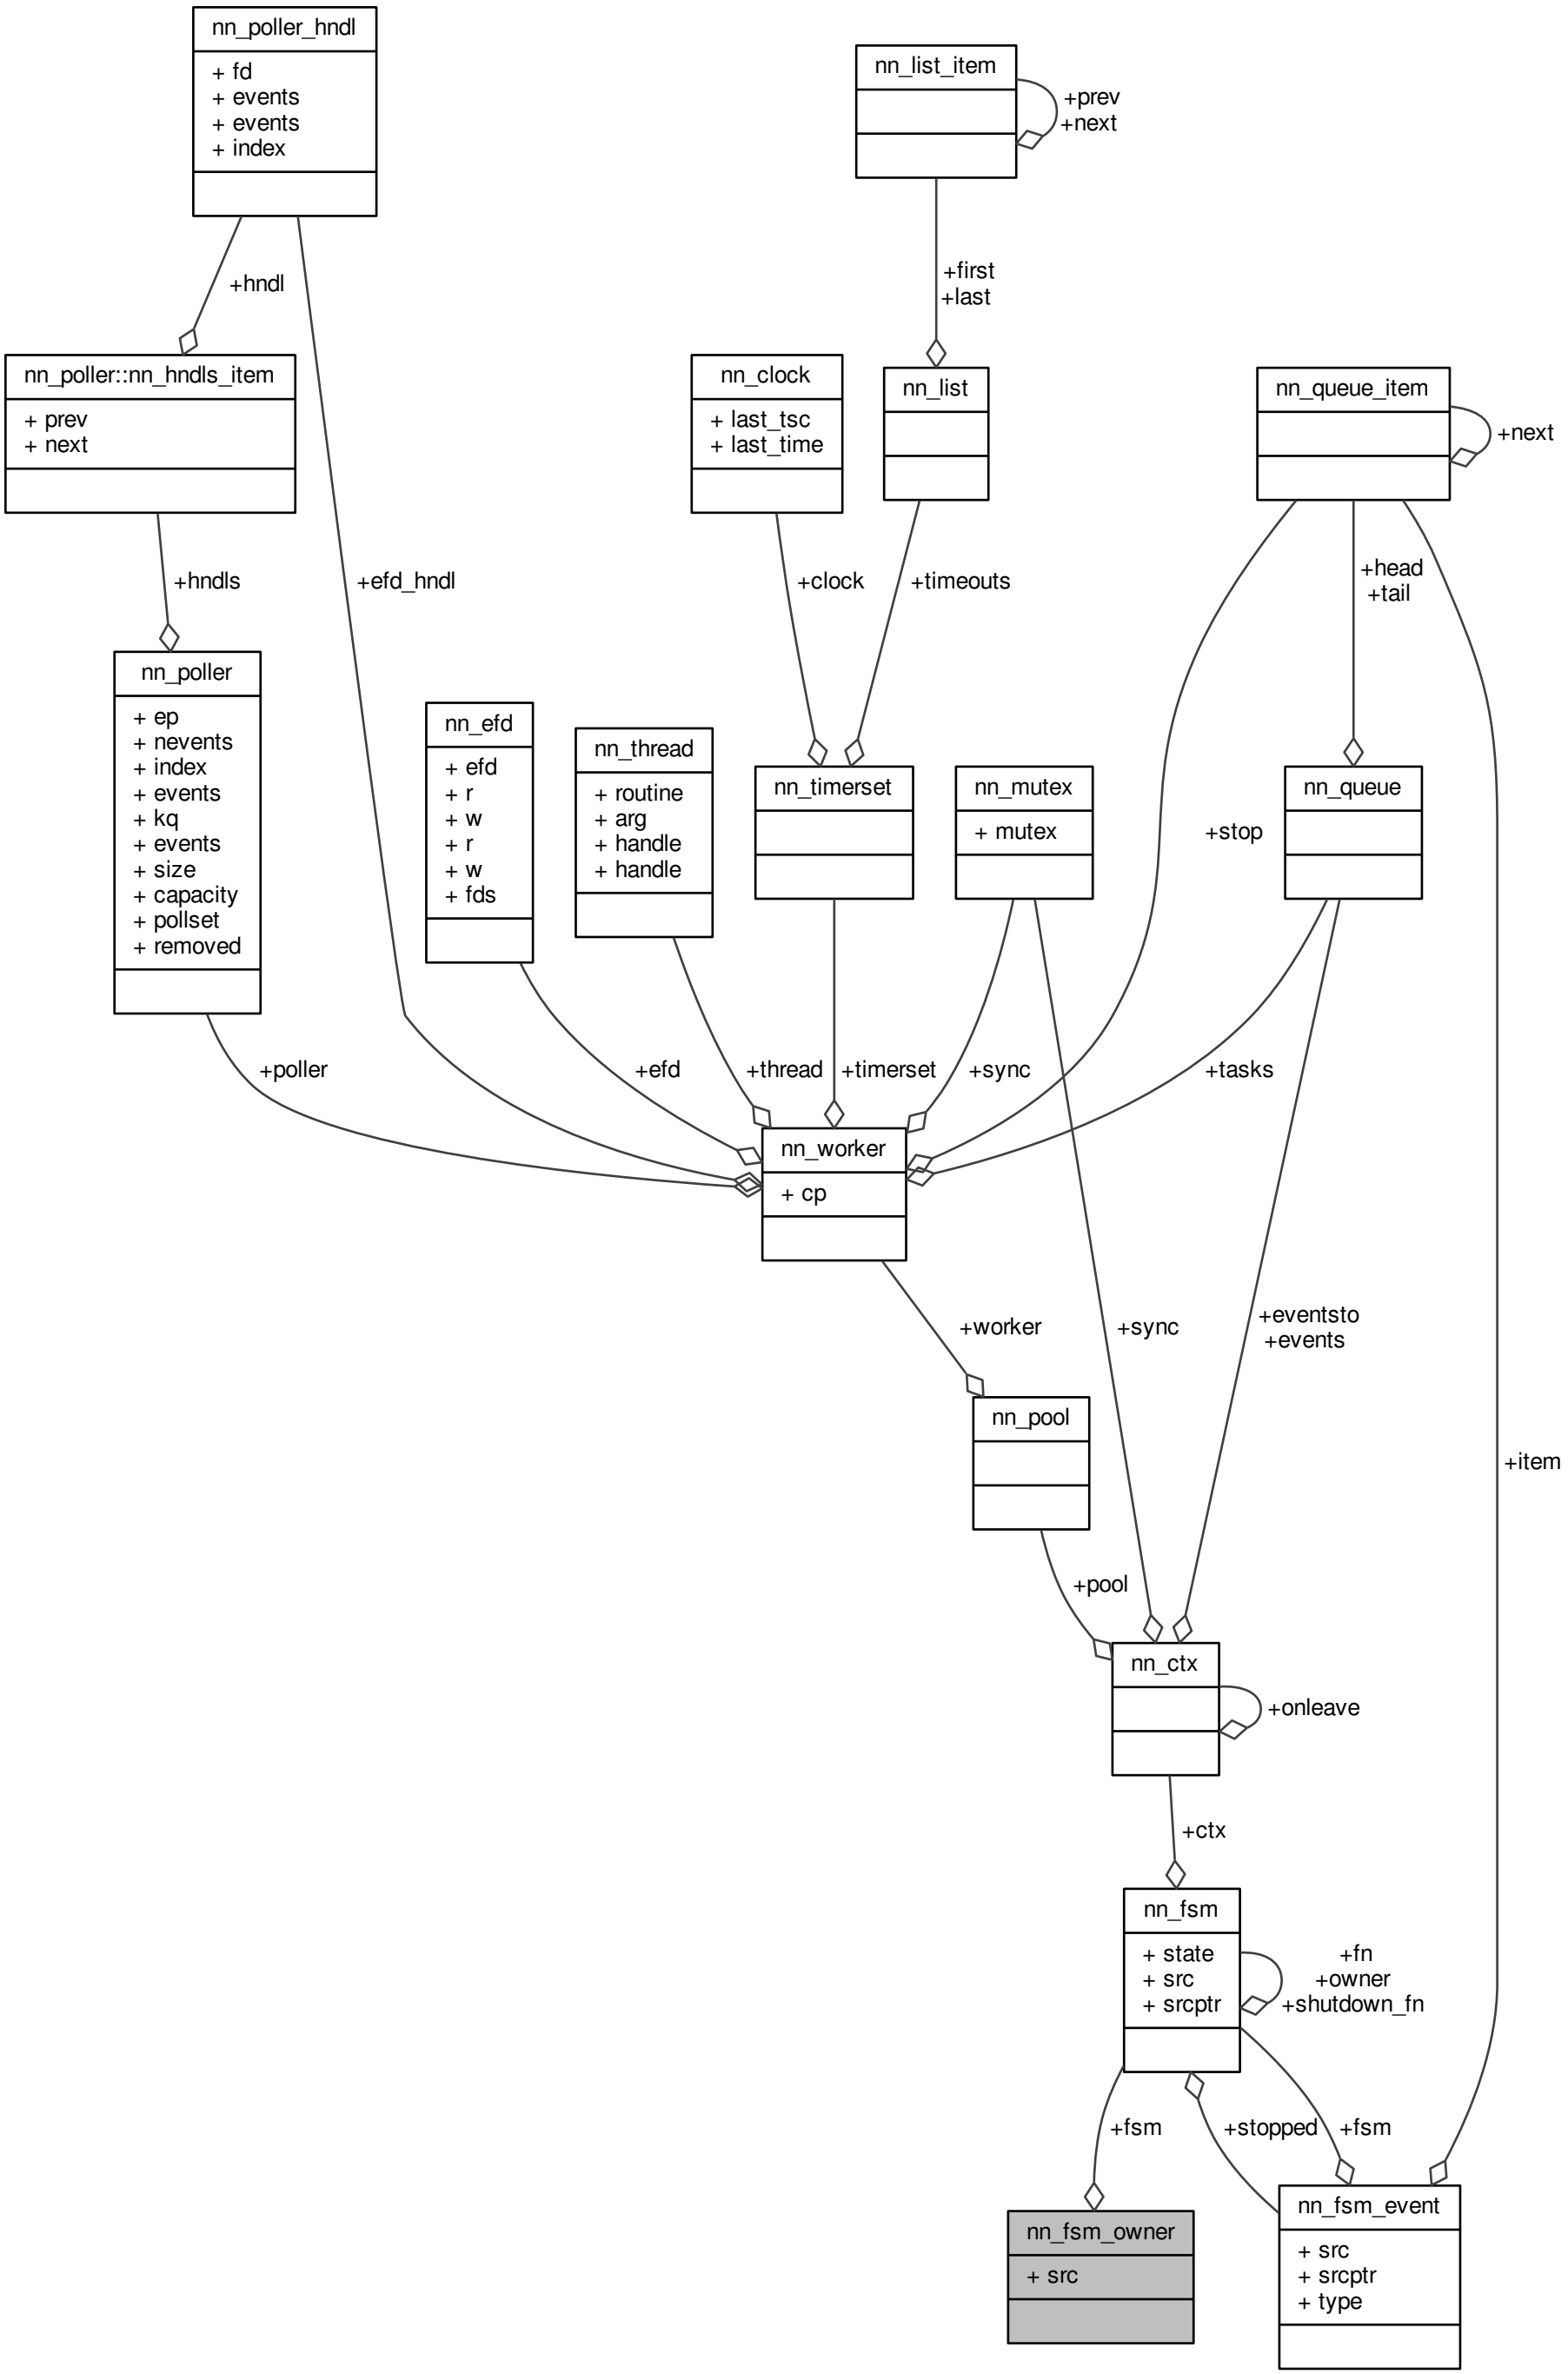 nn_poller_hndl
+ fd
+ events
+ events
+ index
nn_list_item
+prev
+next
+hndl
+first
+last
nn_poller::nn_hndls_item
+ prev
+ next
nn_clock
+ last_tsc
+ last_time
nn_list
nn_queue_item
+next
+hndls
+efd_hndl
+clock
+timeouts
+head
+tail
nn_poller
+ ep
+ nevents
+ index
+ events
+ kq
+ events
+ size
+ capacity
+ pollset
+ removed
nn_efd
+ efd
+ r
+ w
+ r
+ w
+ fds
nn_thread
+ routine
+ arg
+ handle
+ handle
nn_timerset
nn_mutex
+ mutex
+stop
nn_queue
+poller
+efd
+thread
+timerset
+sync
+tasks
nn_worker
+ cp
+worker
+sync
+eventsto
+events
nn_pool
+item
+pool
nn_ctx
+onleave
+ctx
nn_fsm
+ state
+ src
+ srcptr
+fn
+owner
+shutdown_fn
+fsm
+stopped
+fsm
nn_fsm_owner
+ src
nn_fsm_event
+ src
+ srcptr
+ type